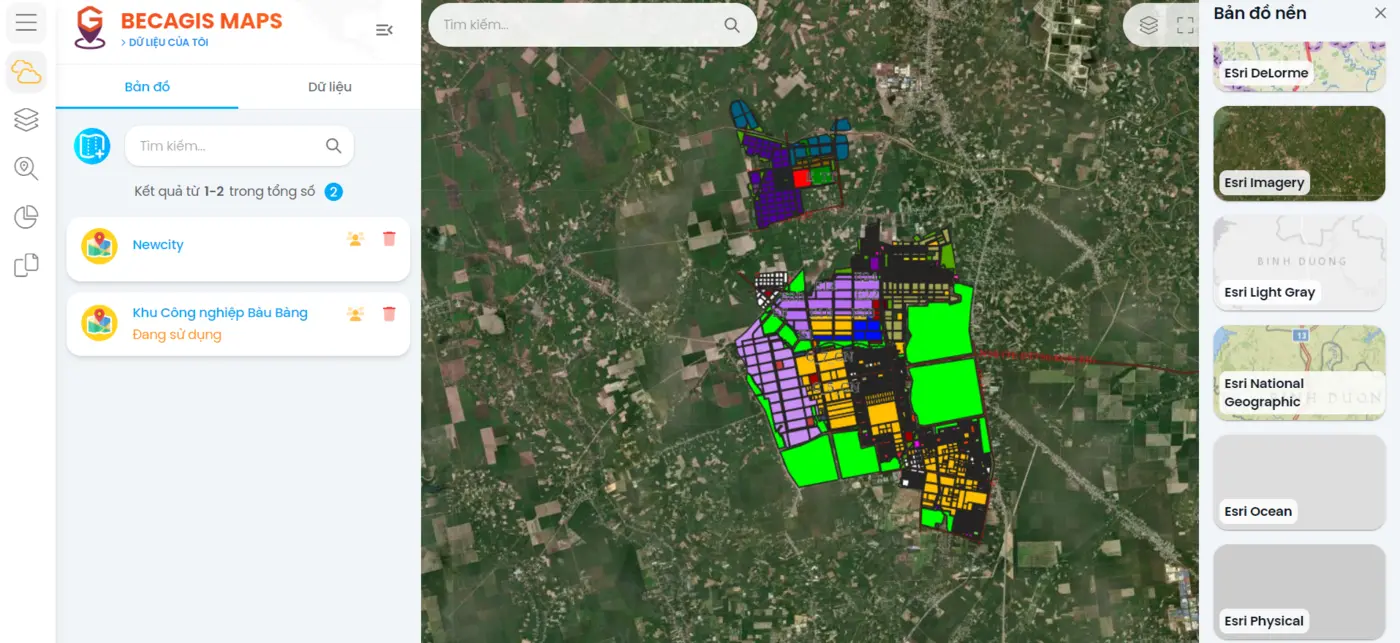 BECAGIS MAPS
› DỮ LIỆU CỦA TÔI
Bản đồ
Dữ liệu
Tìm kiếm...
Kết quả từ 1-2 trong tổng số 2
Newcity
Khu Công nghiệp Bàu Bàng
Đang sử dụng
Tìm kiếm...
Bản đồ nền
ESri DeLorme
Esri Imagery
BINH DUONG
Esri Light Gray
13
Esri National
Geographic
Esri Ocean
Esri Physical